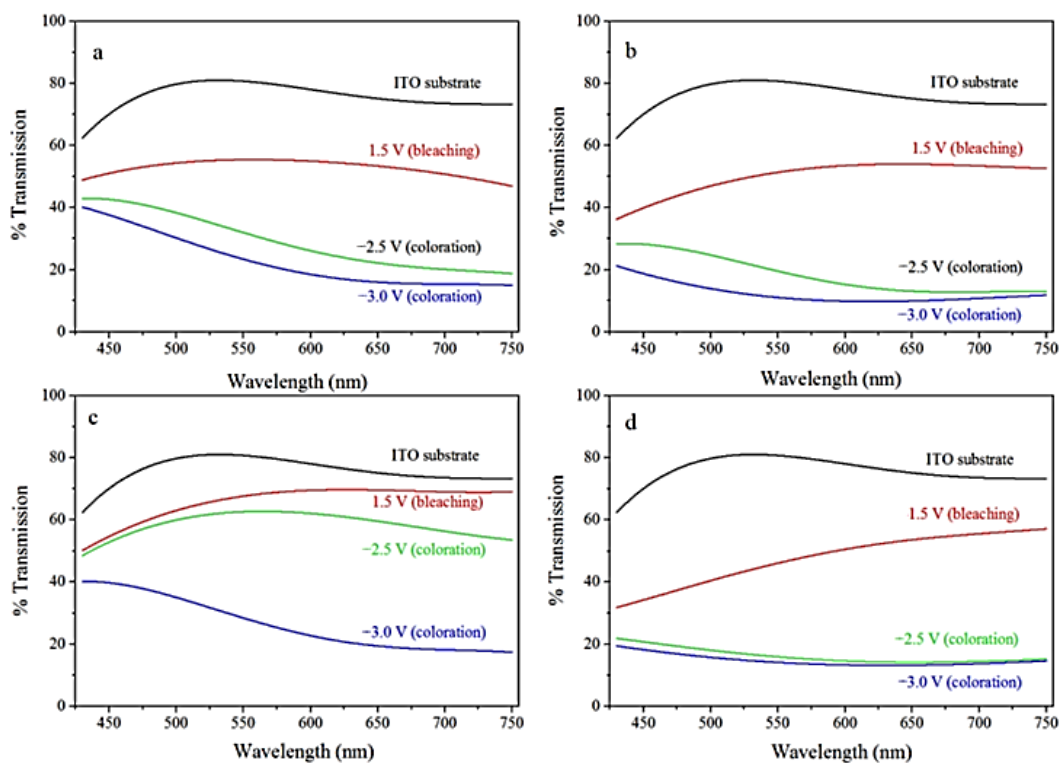 a
ITO substrate
1.5 V (bleaching)
−2.5 V (coloration)
−3.0 V (coloration)
% Transmission
100
80
60
40
20
0
450 500 550 600 650 700 750
Wavelength (nm)
b
ITO substrate
1.5 V (bleaching)
−2.5 V (coloration)
−3.0 V (coloration)
% Transmission
100
80
60
40
20
0
450 500 550 600 650 700 750
Wavelength (nm)
c
ITO substrate
1.5 V (bleaching)
−2.5 V (coloration)
−3.0 V (coloration)
% Transmission
100
80
60
40
20
0
450 500 550 600 650 700 750
Wavelength (nm)
d
ITO substrate
1.5 V (bleaching)
−2.5 V (coloration)
−3.0 V (coloration)
% Transmission
100
80
60
40
20
0
450 500 550 600 650 700 750
Wavelength (nm)